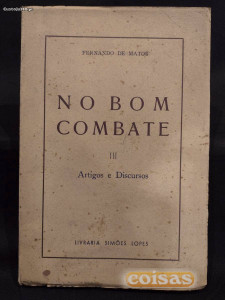 FERNANDO DE MATOS
NO BOM
COMBATE
III
Artigos e Discursos
LIVRARIA SIMÕES LOPES
coisas